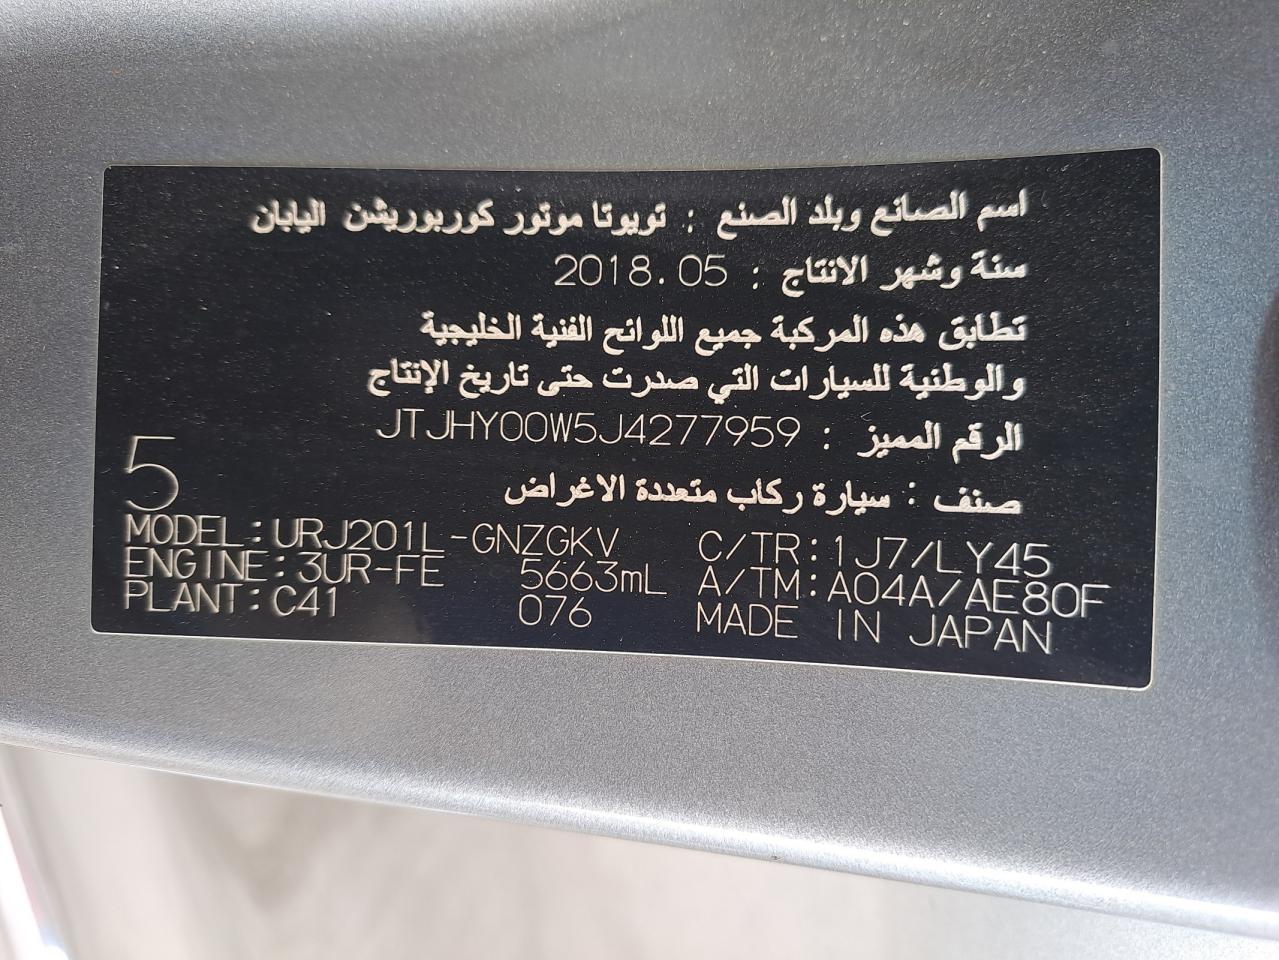 اسم الصانع وبلد الصنع : تويوتا موتور كوربوريشن اليابان
سنة وشهر الانتاج : 2018.05
تطابق هذه المركبة جميع اللوائح الفنية الخليجية
والوطنية للسيارات التي صدرت حتى تاريخ الإنتاج
الرقم المميز : JTJHY00W5J4277959
صنف : سيارة ركاب متعددة الاغراض
5
MODEL:URJ201L-GNZGKV C/TR:1J7/LY45
ENGINE:3UR-FE 5663mL A/TM:A04A/AE80F
PLANT:C41 076 MADE IN JAPAN